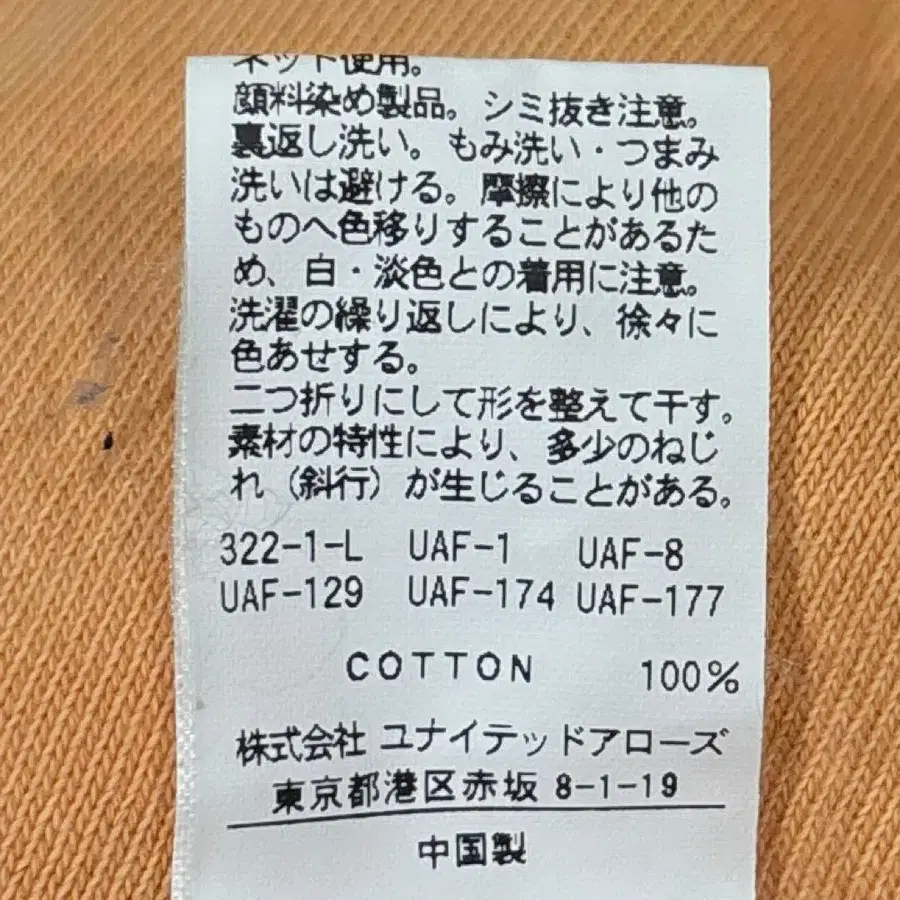 ネット使用。
顔料染め製品。シミ抜き注意。
裏返し洗い。もみ洗い・つまみ
洗いは避ける。摩擦により他の
ものへ色移りすることがあるた
め、白・淡色との着用に注意。
洗濯の繰り返しにより、徐々に
色あせする。
二つ折りにして形を整えて干す。
素材の特性により、多少のねじ
れ（斜行）が生じることがある。
322-1-L UAF-1 UAF-8
UAF-129 UAF-174 UAF-177
COTTON 100%
株式会社 ユナイテッドアローズ
東京都港区赤坂 8-1-19
中国製